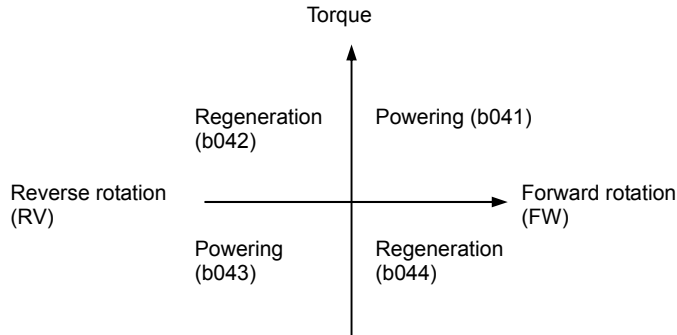 Torque
Regeneration
(b042)
Powering (b041)
Reverse rotation
(RV)
Forward rotation
(FW)
Powering
(b043)
Regeneration
(b044)